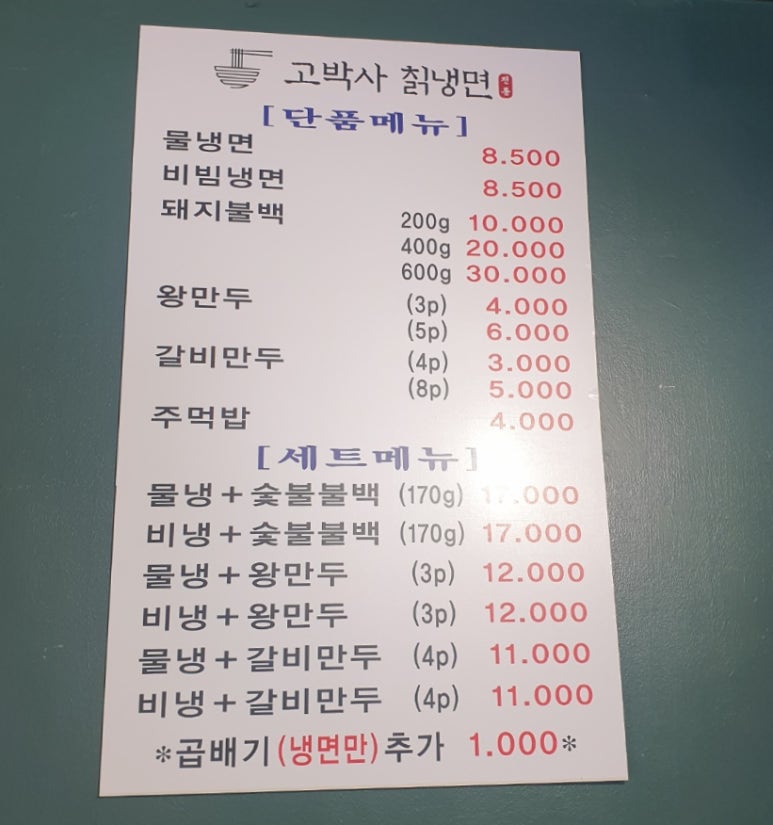 고박사 칡냉면 전통
[단품메뉴]
물냉면 8.500
비빔냉면 8.500
돼지불백 200g 10.000
400g 20.000
600g 30.000
왕만두 (3p) 4.000
(5p) 6.000
갈비만두 (4p) 3.000
(8p) 5.000
주먹밥 4.000
[세트메뉴]
물냉+숯불불백 (170g) 17.000
비냉+숯불불백 (170g) 17.000
물냉+왕만두 (3p) 12.000
비냉+왕만두 (3p) 12.000
물냉+갈비만두 (4p) 11.000
비냉+갈비만두 (4p) 11.000
*곱배기(냉면만)추가 1.000*